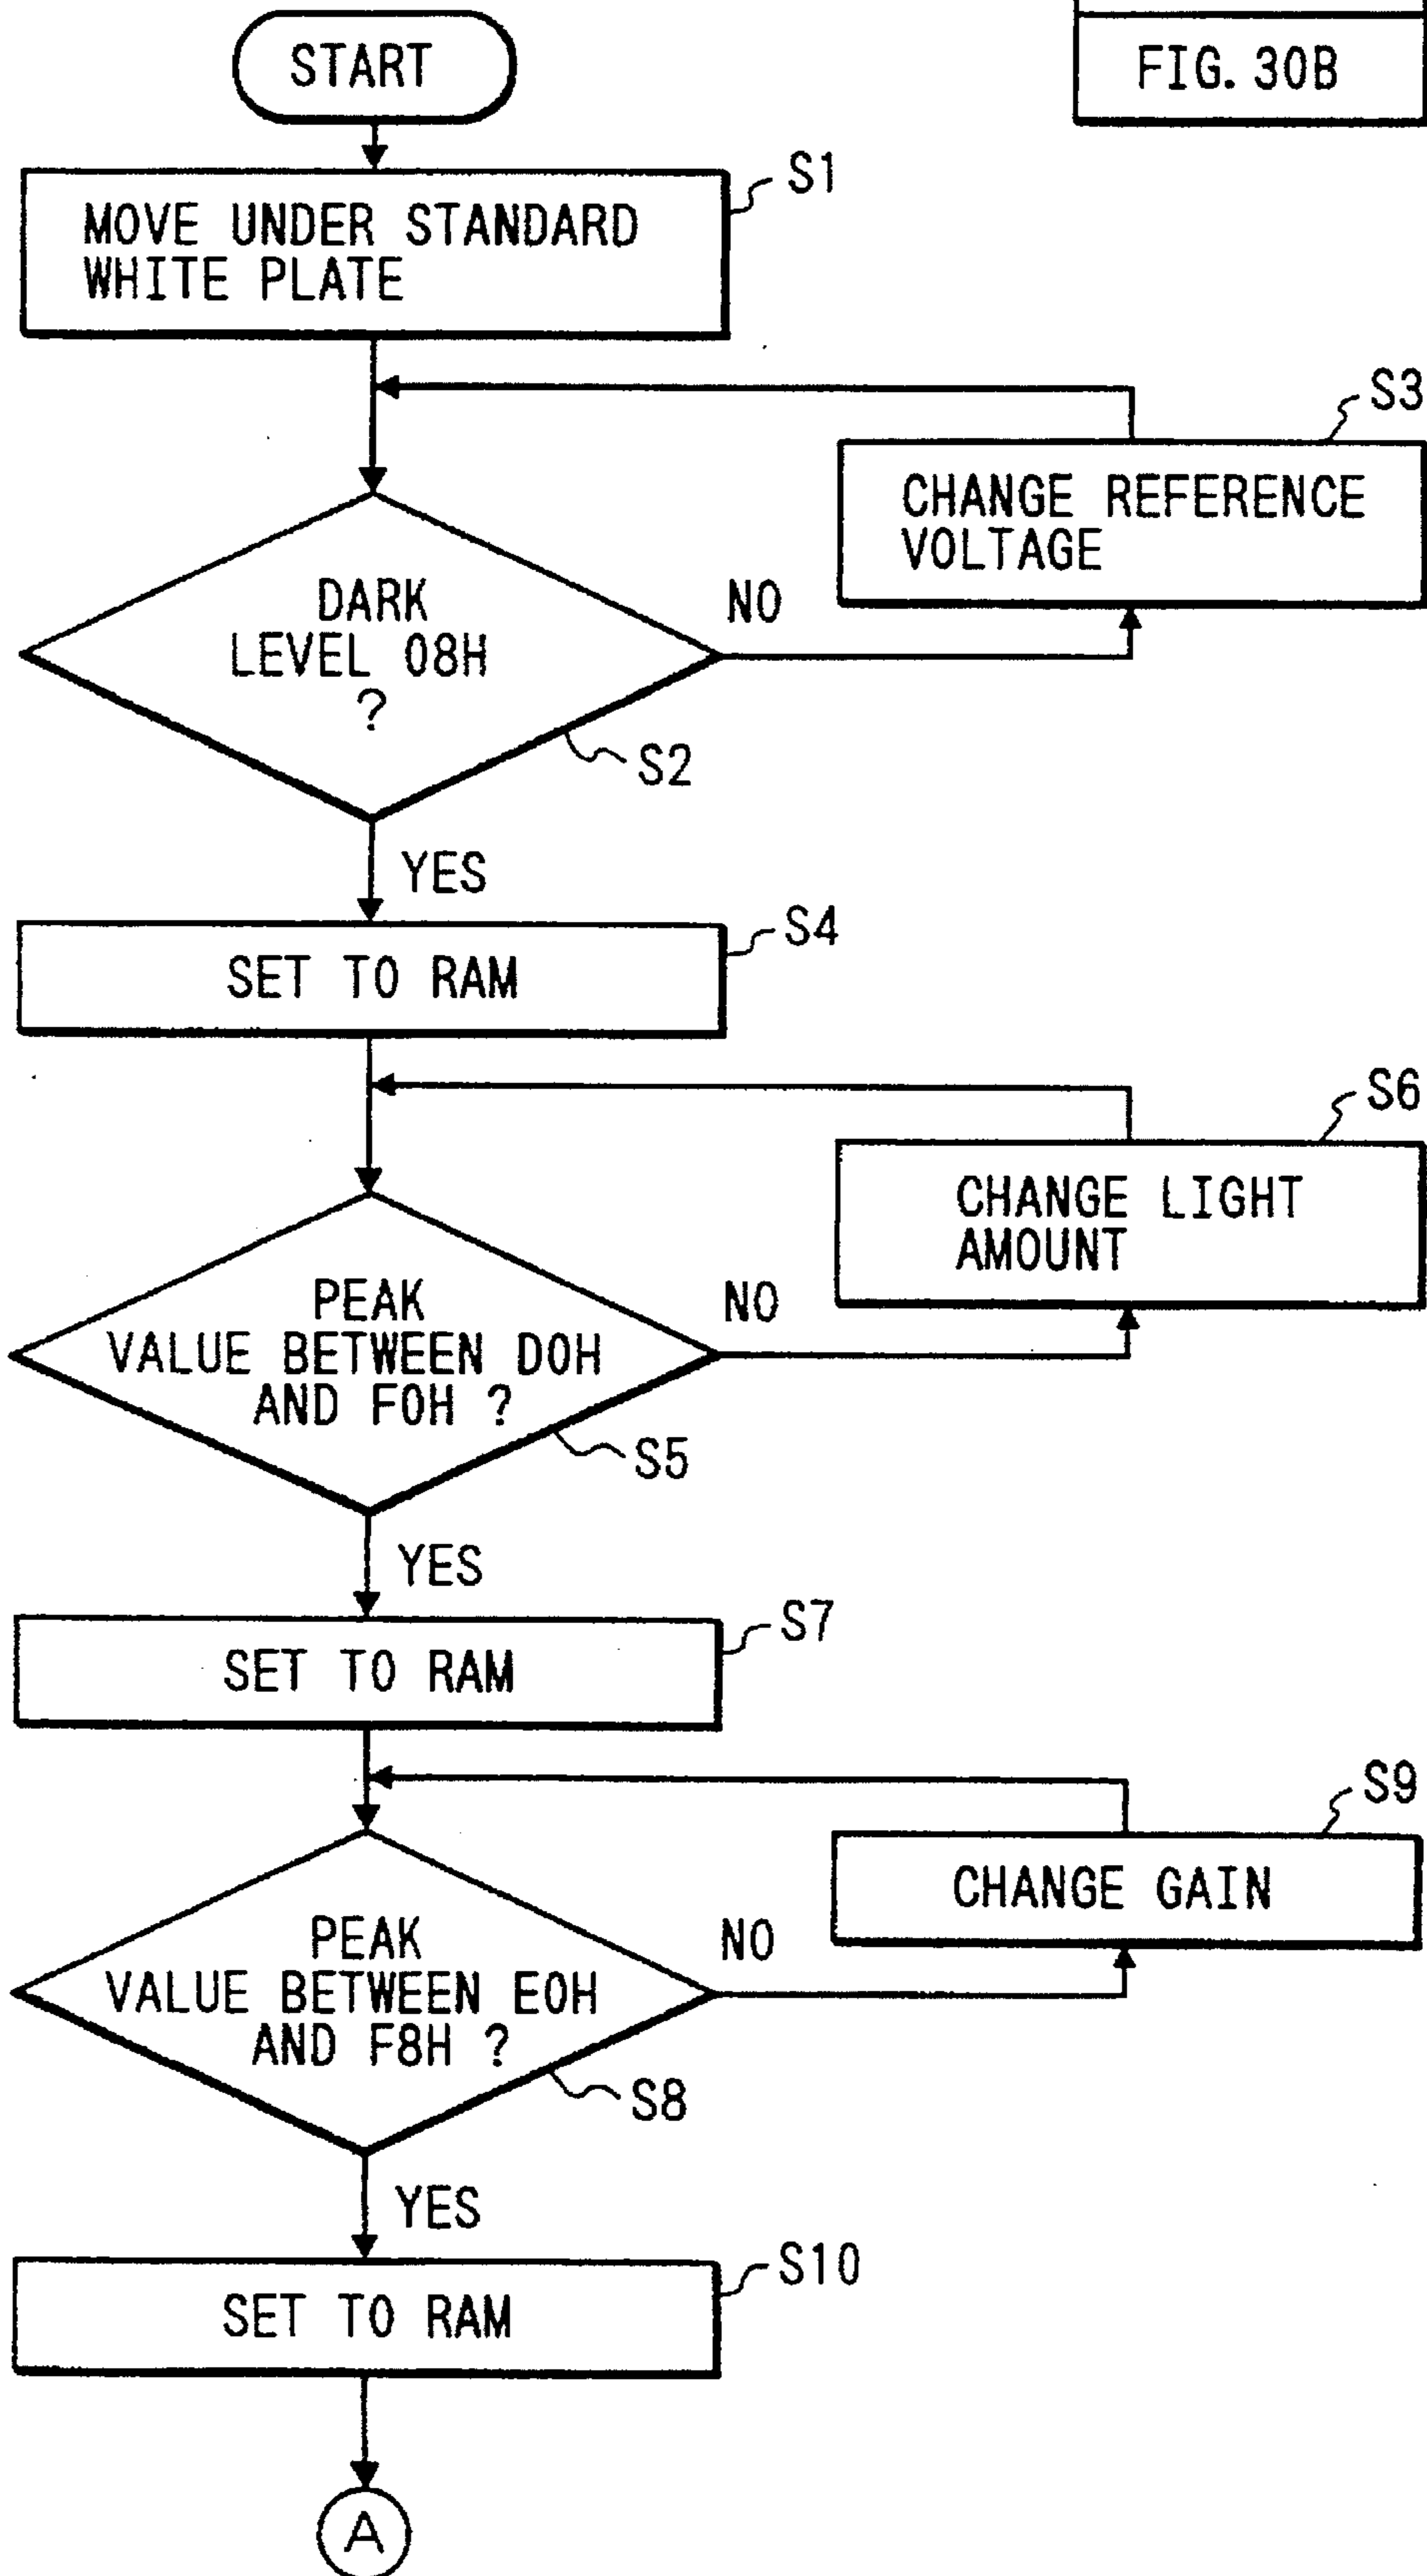 FIG. 30B
START
S1
MOVE UNDER STANDARD
WHITE PLATE
S3
CHANGE REFERENCE
VOLTAGE
DARK
LEVEL 08H
?
NO
S2
YES
S4
SET TO RAM
S6
CHANGE LIGHT
AMOUNT
PEAK
VALUE BETWEEN D0H
AND F0H ?
NO
S5
YES
S7
SET TO RAM
S9
CHANGE GAIN
PEAK
VALUE BETWEEN E0H
AND F8H ?
NO
S8
YES
S10
SET TO RAM
A